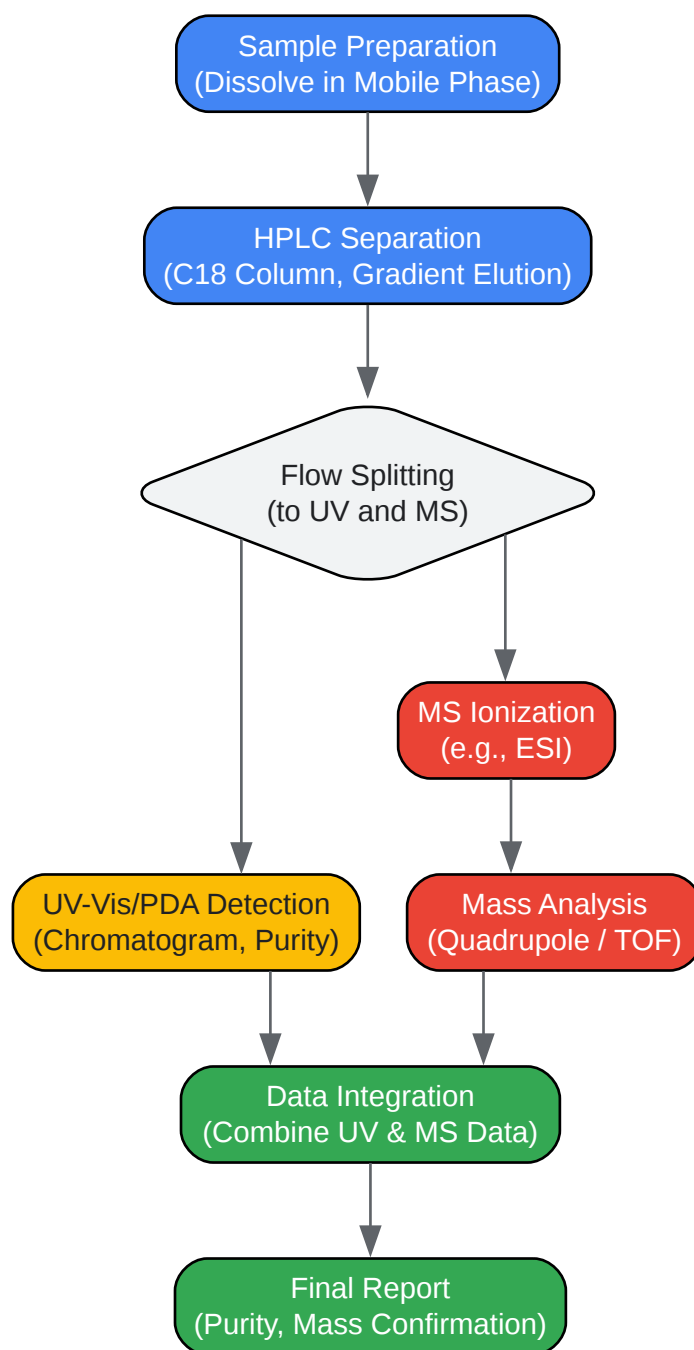 Sample Preparation
(Dissolve in Mobile Phase)
HPLC Separation
(C18 Column, Gradient Elution)
Flow Splitting
(to UV and MS)
MS Ionization
(e.g., ESI)
UV-Vis/PDA Detection
(Chromatogram, Purity)
Mass Analysis
(Quadrupole / TOF)
Data Integration
(Combine UV & MS Data)
Final Report
(Purity, Mass Confirmation)